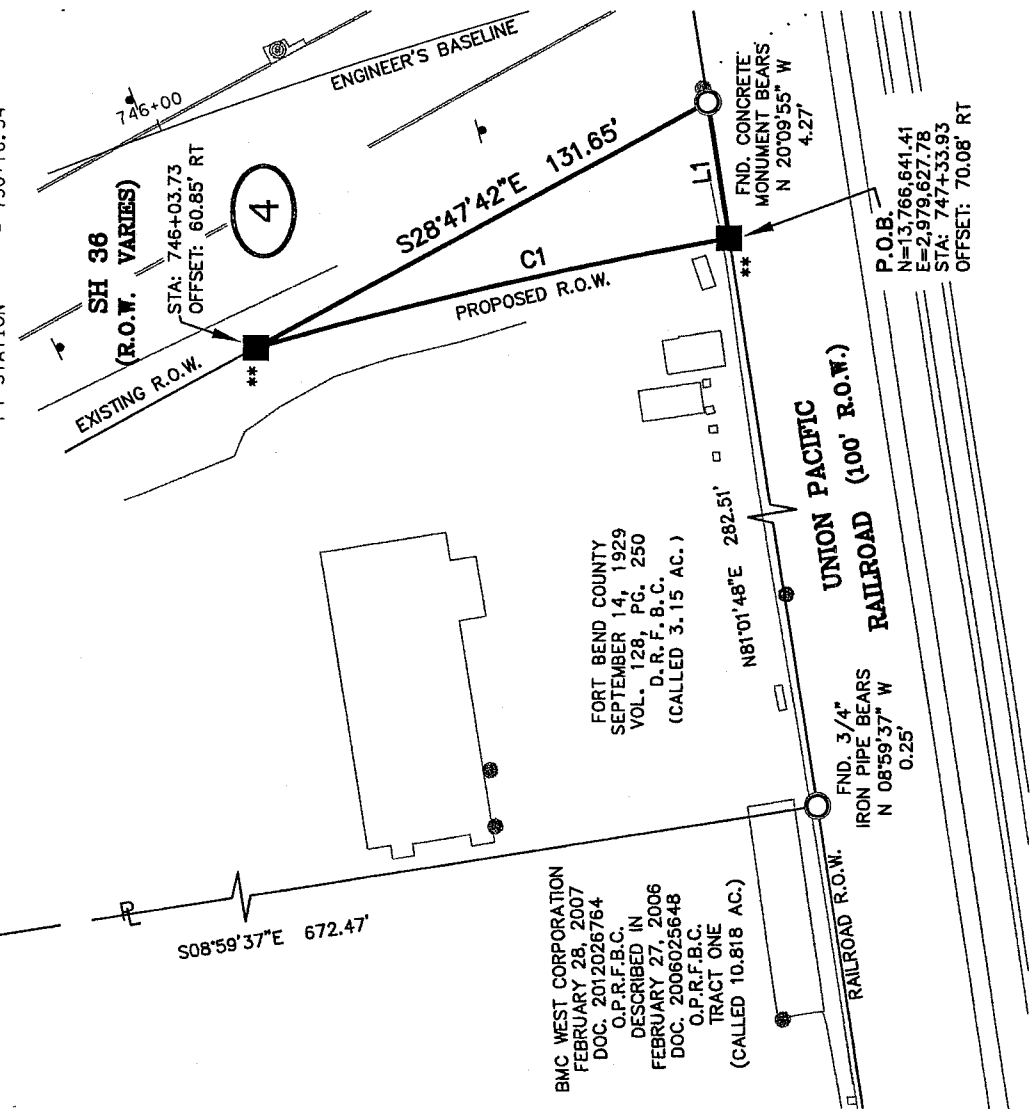 746+00
ENGINEER'S BASELINE
SH 36
(R.O.W. VARIES)
STA: 746+03.73
OFFSET: 60.85' RT
4
EXISTING R.O.W.
**
S28°47'42"E 131.65'
C1
PROPOSED R.O.W.
L1
FND. CONCRETE
MONUMENT BEARS
N 20°09'55" W
4.27'
**
P.O.B.
N=13,766,641.41
E=2,979,627.78
STA: 747+33.93
OFFSET: 70.08' RT
UNION PACIFIC
RAILROAD (100' R.O.W.)
N81°01'48"E 282.51'
FORT BEND COUNTY
SEPTEMBER 14, 1929
VOL. 128, PG. 250
D.R.F.B.C.
(CALLED 3.15 AC.)
FND. 3/4"
IRON PIPE BEARS
N 08°59'37" W
0.25'
RAILROAD R.O.W.
PL
S08°59'37"E 672.47'
BMC WEST CORPORATION
FEBRUARY 28, 2007
DOC. 2012026764
O.P.R.F.B.C.
DESCRIBED IN
FEBRUARY 27, 2006
DOC. 2006025648
O.P.R.F.B.C.
TRACT ONE
(CALLED 10.818 AC.)